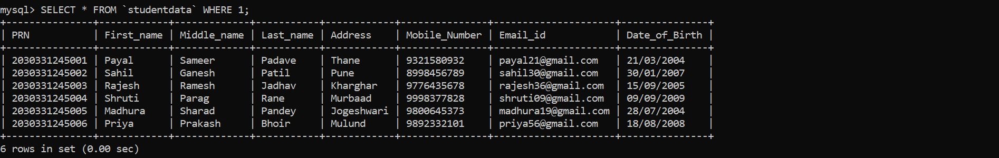 mysql> SELECT * FROM `studentdata` WHERE 1;
+---------------+------------+-------------+-----------+------------+---------------+---------------------+---------------+
| PRN           | First_name | Middle_name | Last_name | Address    | Mobile_Number | Email_id            | Date_of_Birth |
+---------------+------------+-------------+-----------+------------+---------------+---------------------+---------------+
| 2030331245001 | Payal      | Sameer      | Padave    | Thane      | 9321580932    | payal21@gmail.com   | 21/03/2004    |
| 2030331245002 | Sahil      | Ganesh      | Patil     | Pune       | 8998456789    | sahil30@gmail.com   | 30/01/2007    |
| 2030331245003 | Rajesh     | Ramesh      | Jadhav    | Kharghar   | 9776435678    | rajesh36@gmail.com  | 15/09/2005    |
| 2030331245004 | Shruti     | Parag       | Rane      | Murbaad    | 9998377828    | shruti09@gmail.com  | 09/09/2009    |
| 2030331245005 | Madhura    | Sharad      | Pandey    | Jogeshwari | 9800645373    | madhura19@gmail.com | 28/07/2004    |
| 2030331245006 | Priya      | Prakash     | Bhoir     | Mulund     | 9892332101    | priya56@gmail.com   | 18/08/2008    |
+---------------+------------+-------------+-----------+------------+---------------+---------------------+---------------+
6 rows in set (0.00 sec)